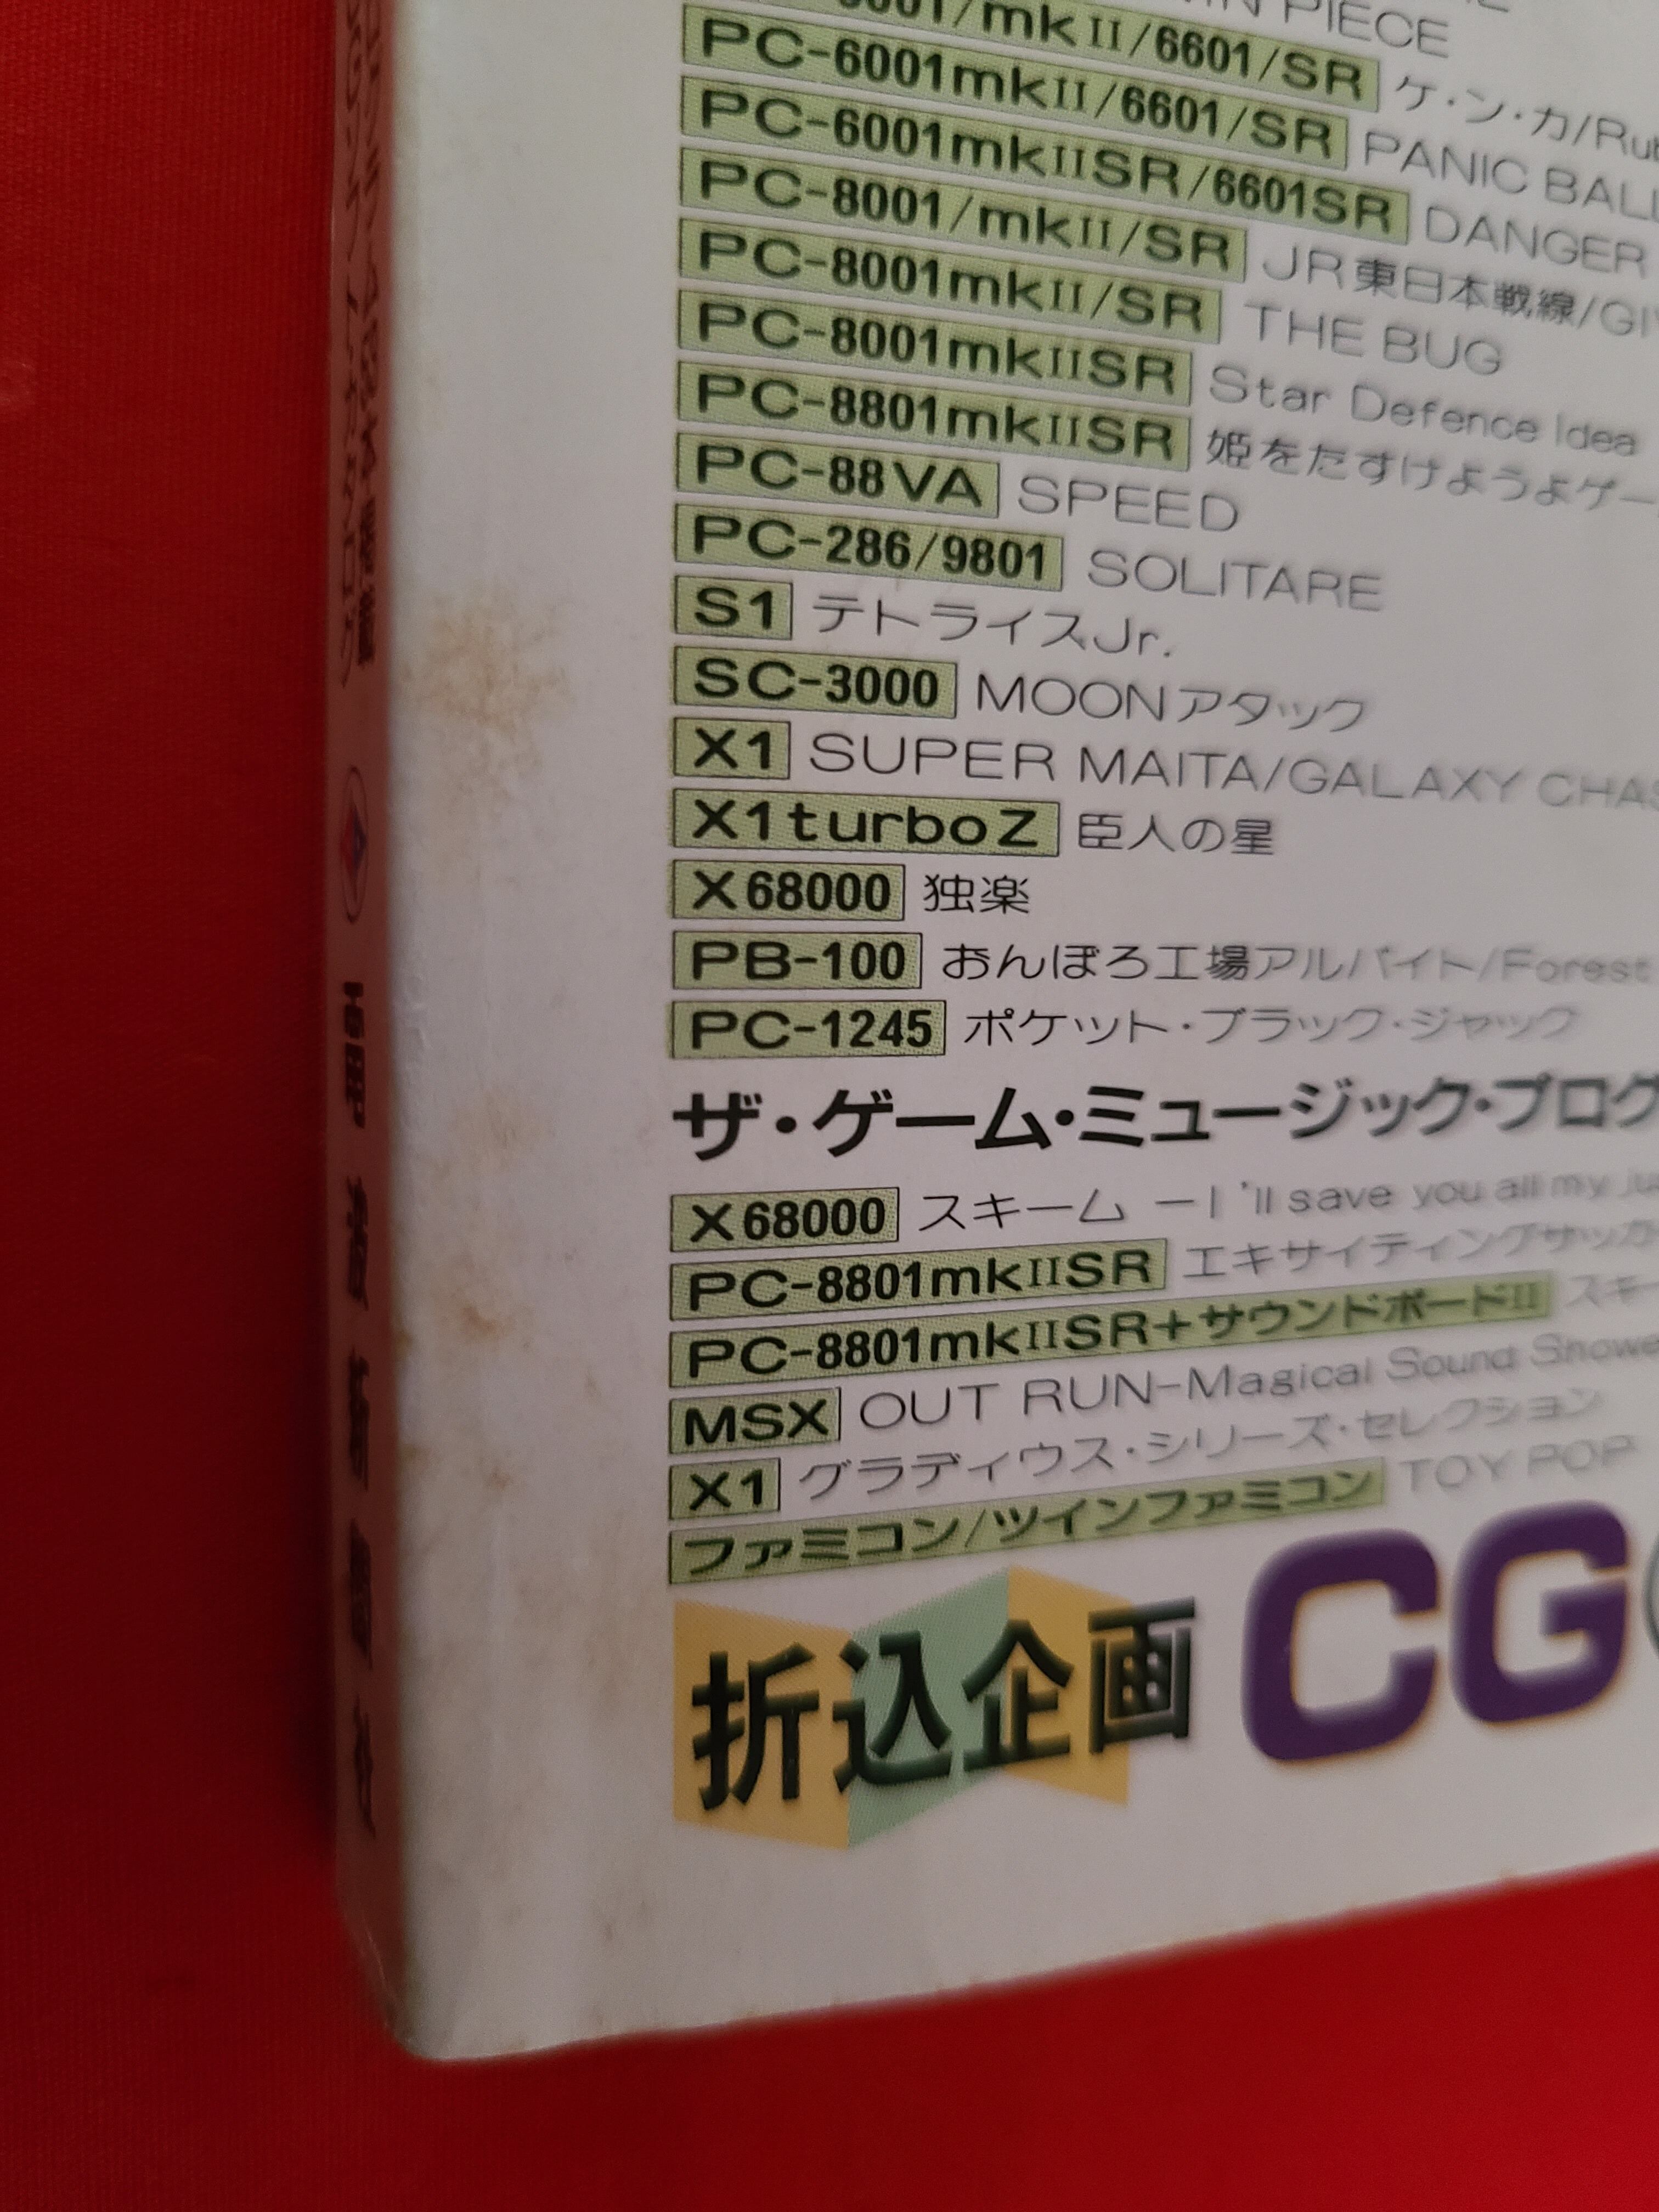 PIECE
/mkII/6601/SR ケ・ン・カ/
PC-6001mkII/6601/SR PANIC BALL
PC-6001mkIISR/6601SR DANGER
PC-8001/mkII/SR JR東日本戦線/
PC-8001mkII/SR THE BUG
PC-8001mkIISR Star Defence Idea
PC-8801mkIISR 姫をたすけようよゲー
PC-88VA SPEED
PC-286/9801 SOLITARE
S1 テトライスJr.
SC-3000 MOONアタック
X1 SUPER MAITA/GALAXY
X1turboZ 臣人の星
X68000 独楽
PB-100 おんぼろ工場アルバイト/Forest
PC-1245 ポケット・ブラック・ジャック
ザ・ゲーム・ミュージック・プログ
X68000 スキーム ーI'll save you all my
PC-8801mkIISR エキサイティングサッカ
PC-8801mkIISR+サウンドボードII スキー
MSX OUT RUN-Magical Sound Showe
X1 グラディウス・シリーズ・セレクション
ファミコン/ツインファミコン TOY POP
折込企画 CG